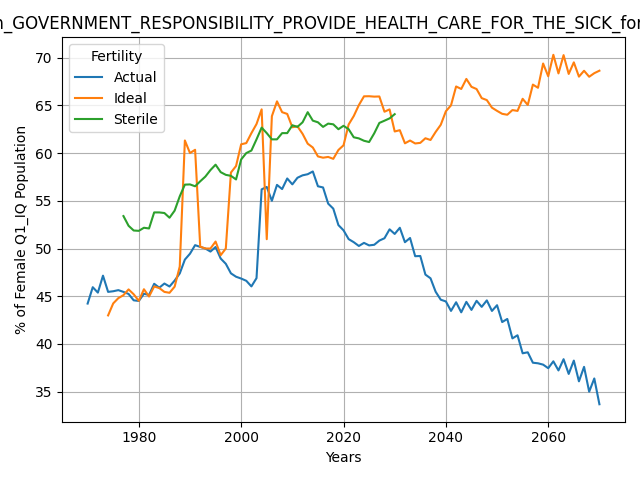 _GOVERNMENT_RESPONSIBILITY_PROVIDE_HEALTH_CARE_FOR_THE_SICK_for
Fertility
Actual
Ideal
Sterile
% of Female Q1_IQ Population
70
65
60
55
50
45
40
35
1980
2000
2020
2040
2060
Years